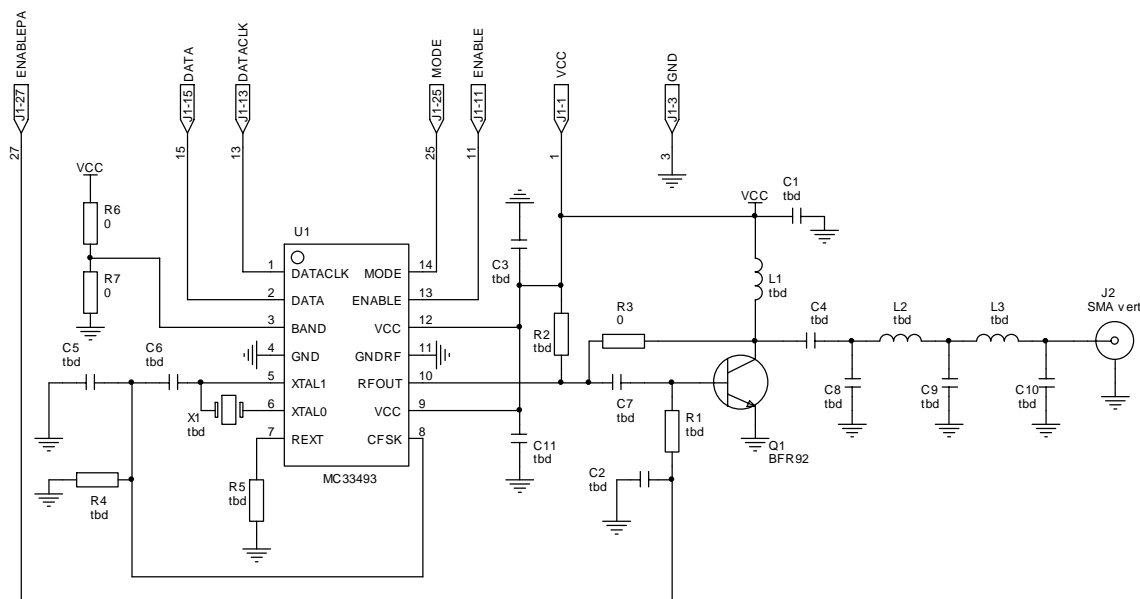 ENABLEPA
J1-27
27
DATA
J1-15
15
DATACLK
J1-13
13
MODE
J1-25
25
ENABLE
J1-11
11
VCC
J1-1
1
GND
J1-3
3
VCC
R6
0
R7
0
U1
1
DATACLK
2
DATA
3
BAND
4
GND
5
XTAL1
6
XTAL0
7
REXT
MODE
14
ENABLE
13
VCC
12
GNDRF
11
RFOUT
10
VCC
9
CFSK
8
MC33493
C5
tbd
C6
tbd
X1
tbd
R4
tbd
R5
tbd
C3
tbd
C11
tbd
R2
tbd
R3
0
C7
tbd
R1
tbd
C2
tbd
VCC
C1
tbd
L1
tbd
Q1
BFR92
C4
tbd
L2
tbd
L3
tbd
C8
tbd
C9
tbd
C10
tbd
J2
SMA vert